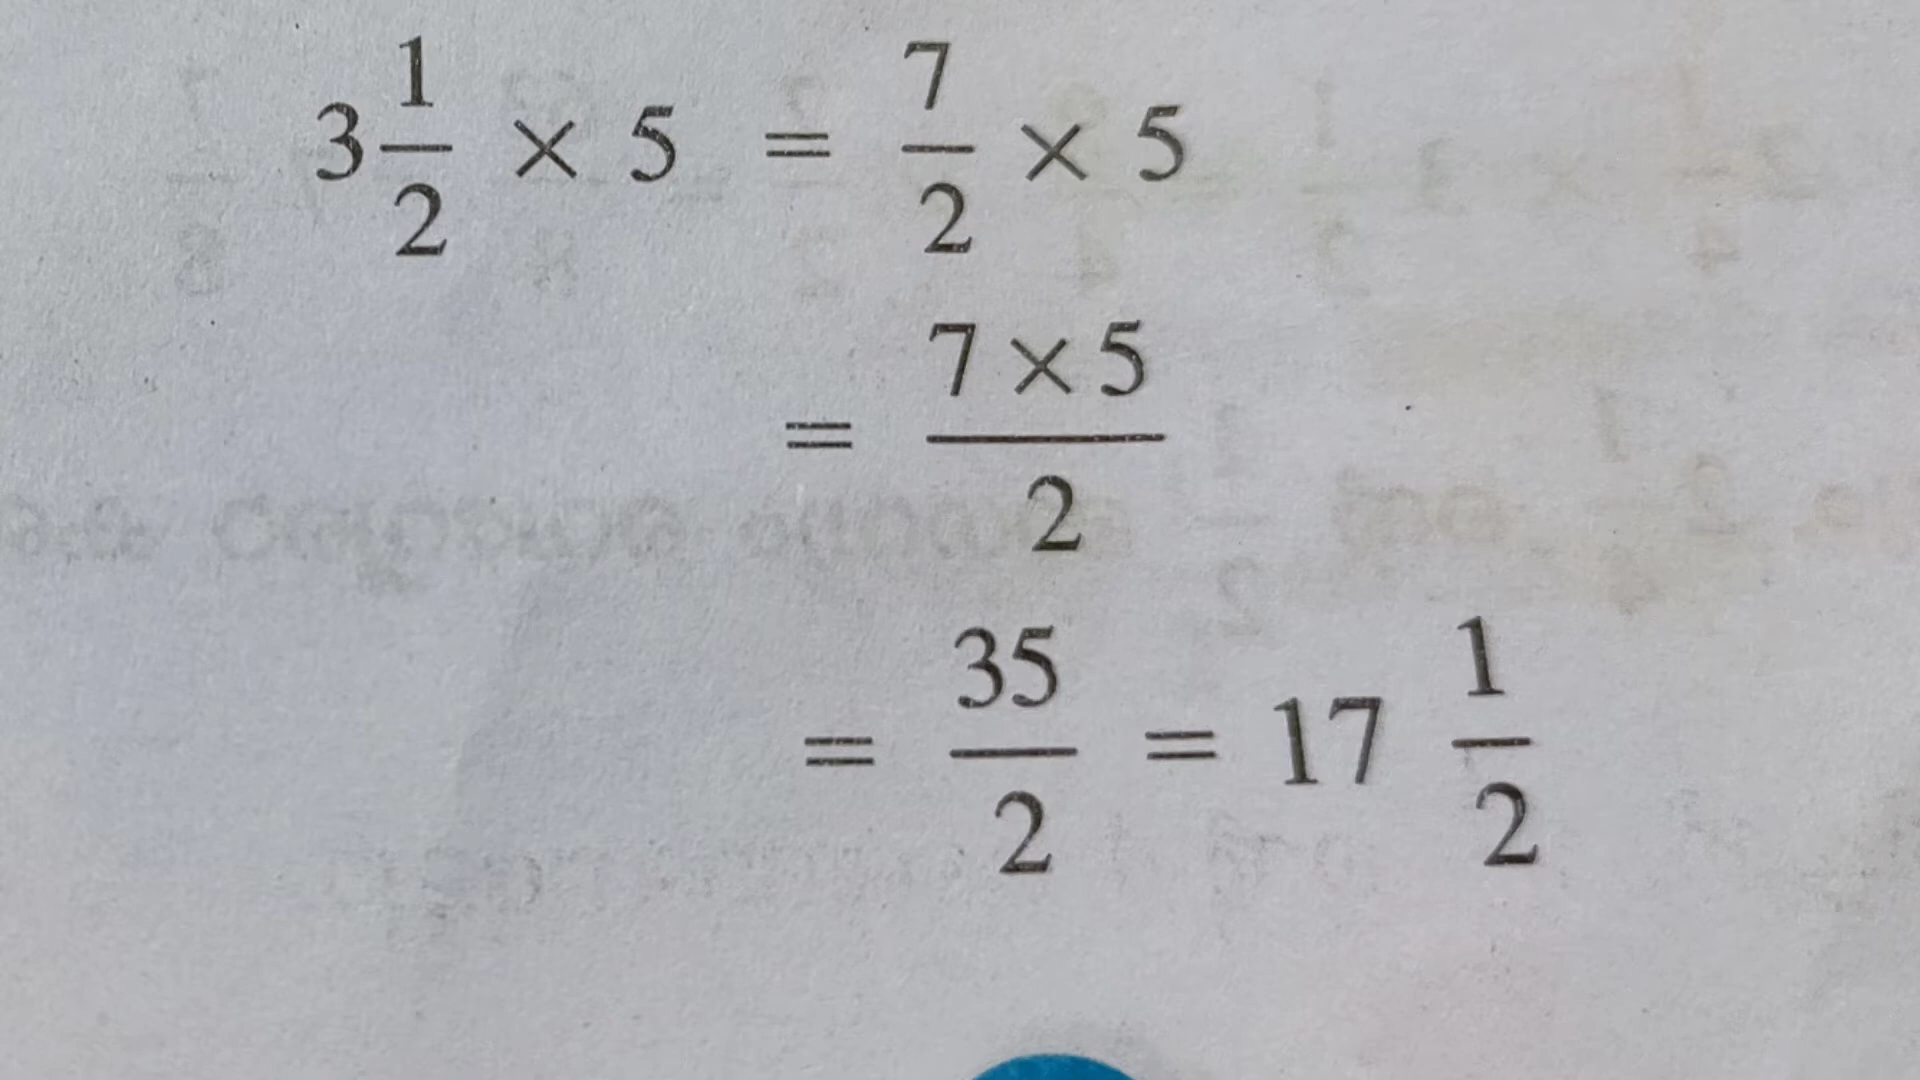 3 1/2 × 5 = 7/2 × 5
= 7 × 5/2
= 35/2 = 17 1/2